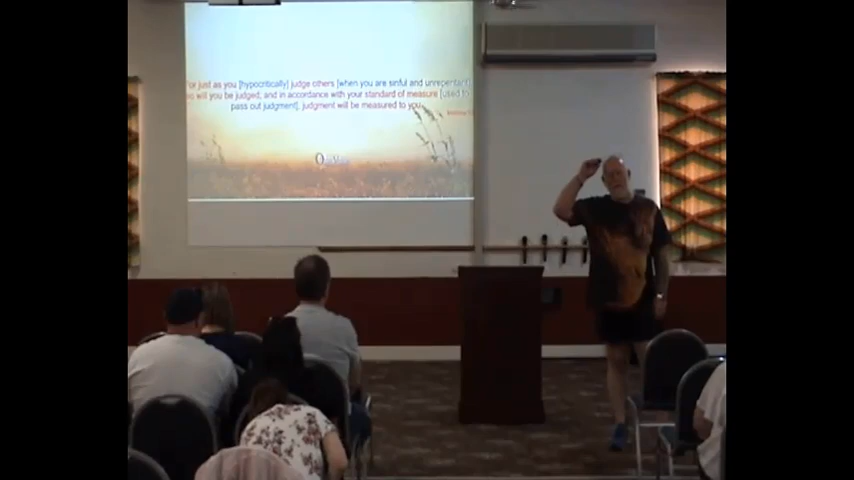 For just as you [hypocritically] judge others [when you are sinful and unrepentant],
so will you be judged; and in accordance with your standard of measure [used to
pass out judgment], judgment will be measured to you.